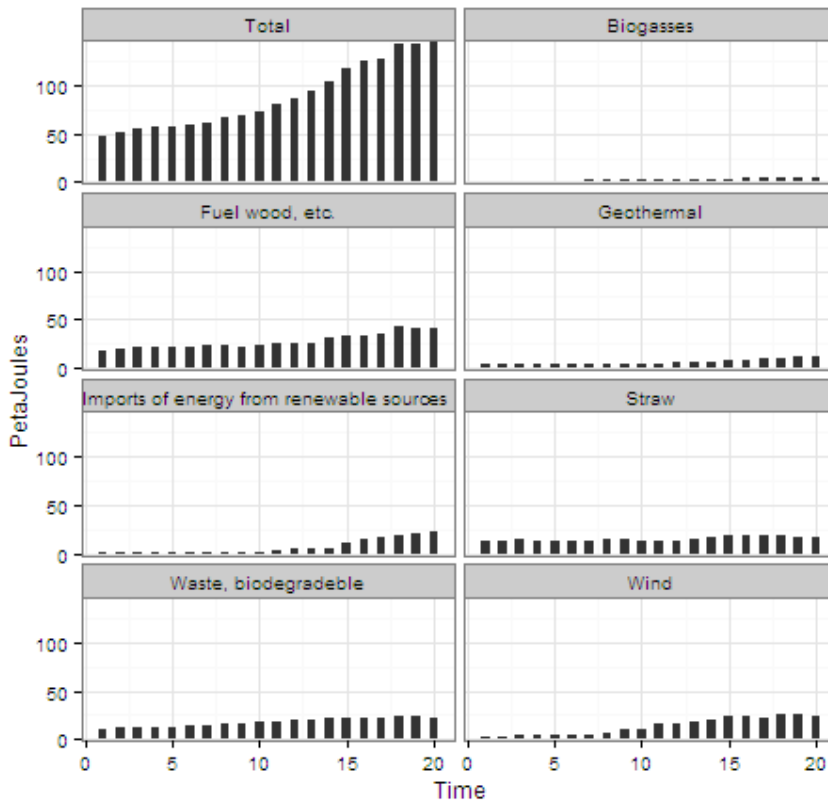 Total
Biogasses
100
50
0
Fuel wood, etc.
Geothermal
100
50
0
Imports of energy from renewable sources
Straw
100
50
0
Waste, biodegradeble
Wind
100
50
0
PetaJoules
0 5 10 15 20 0 5 10 15 20
Time